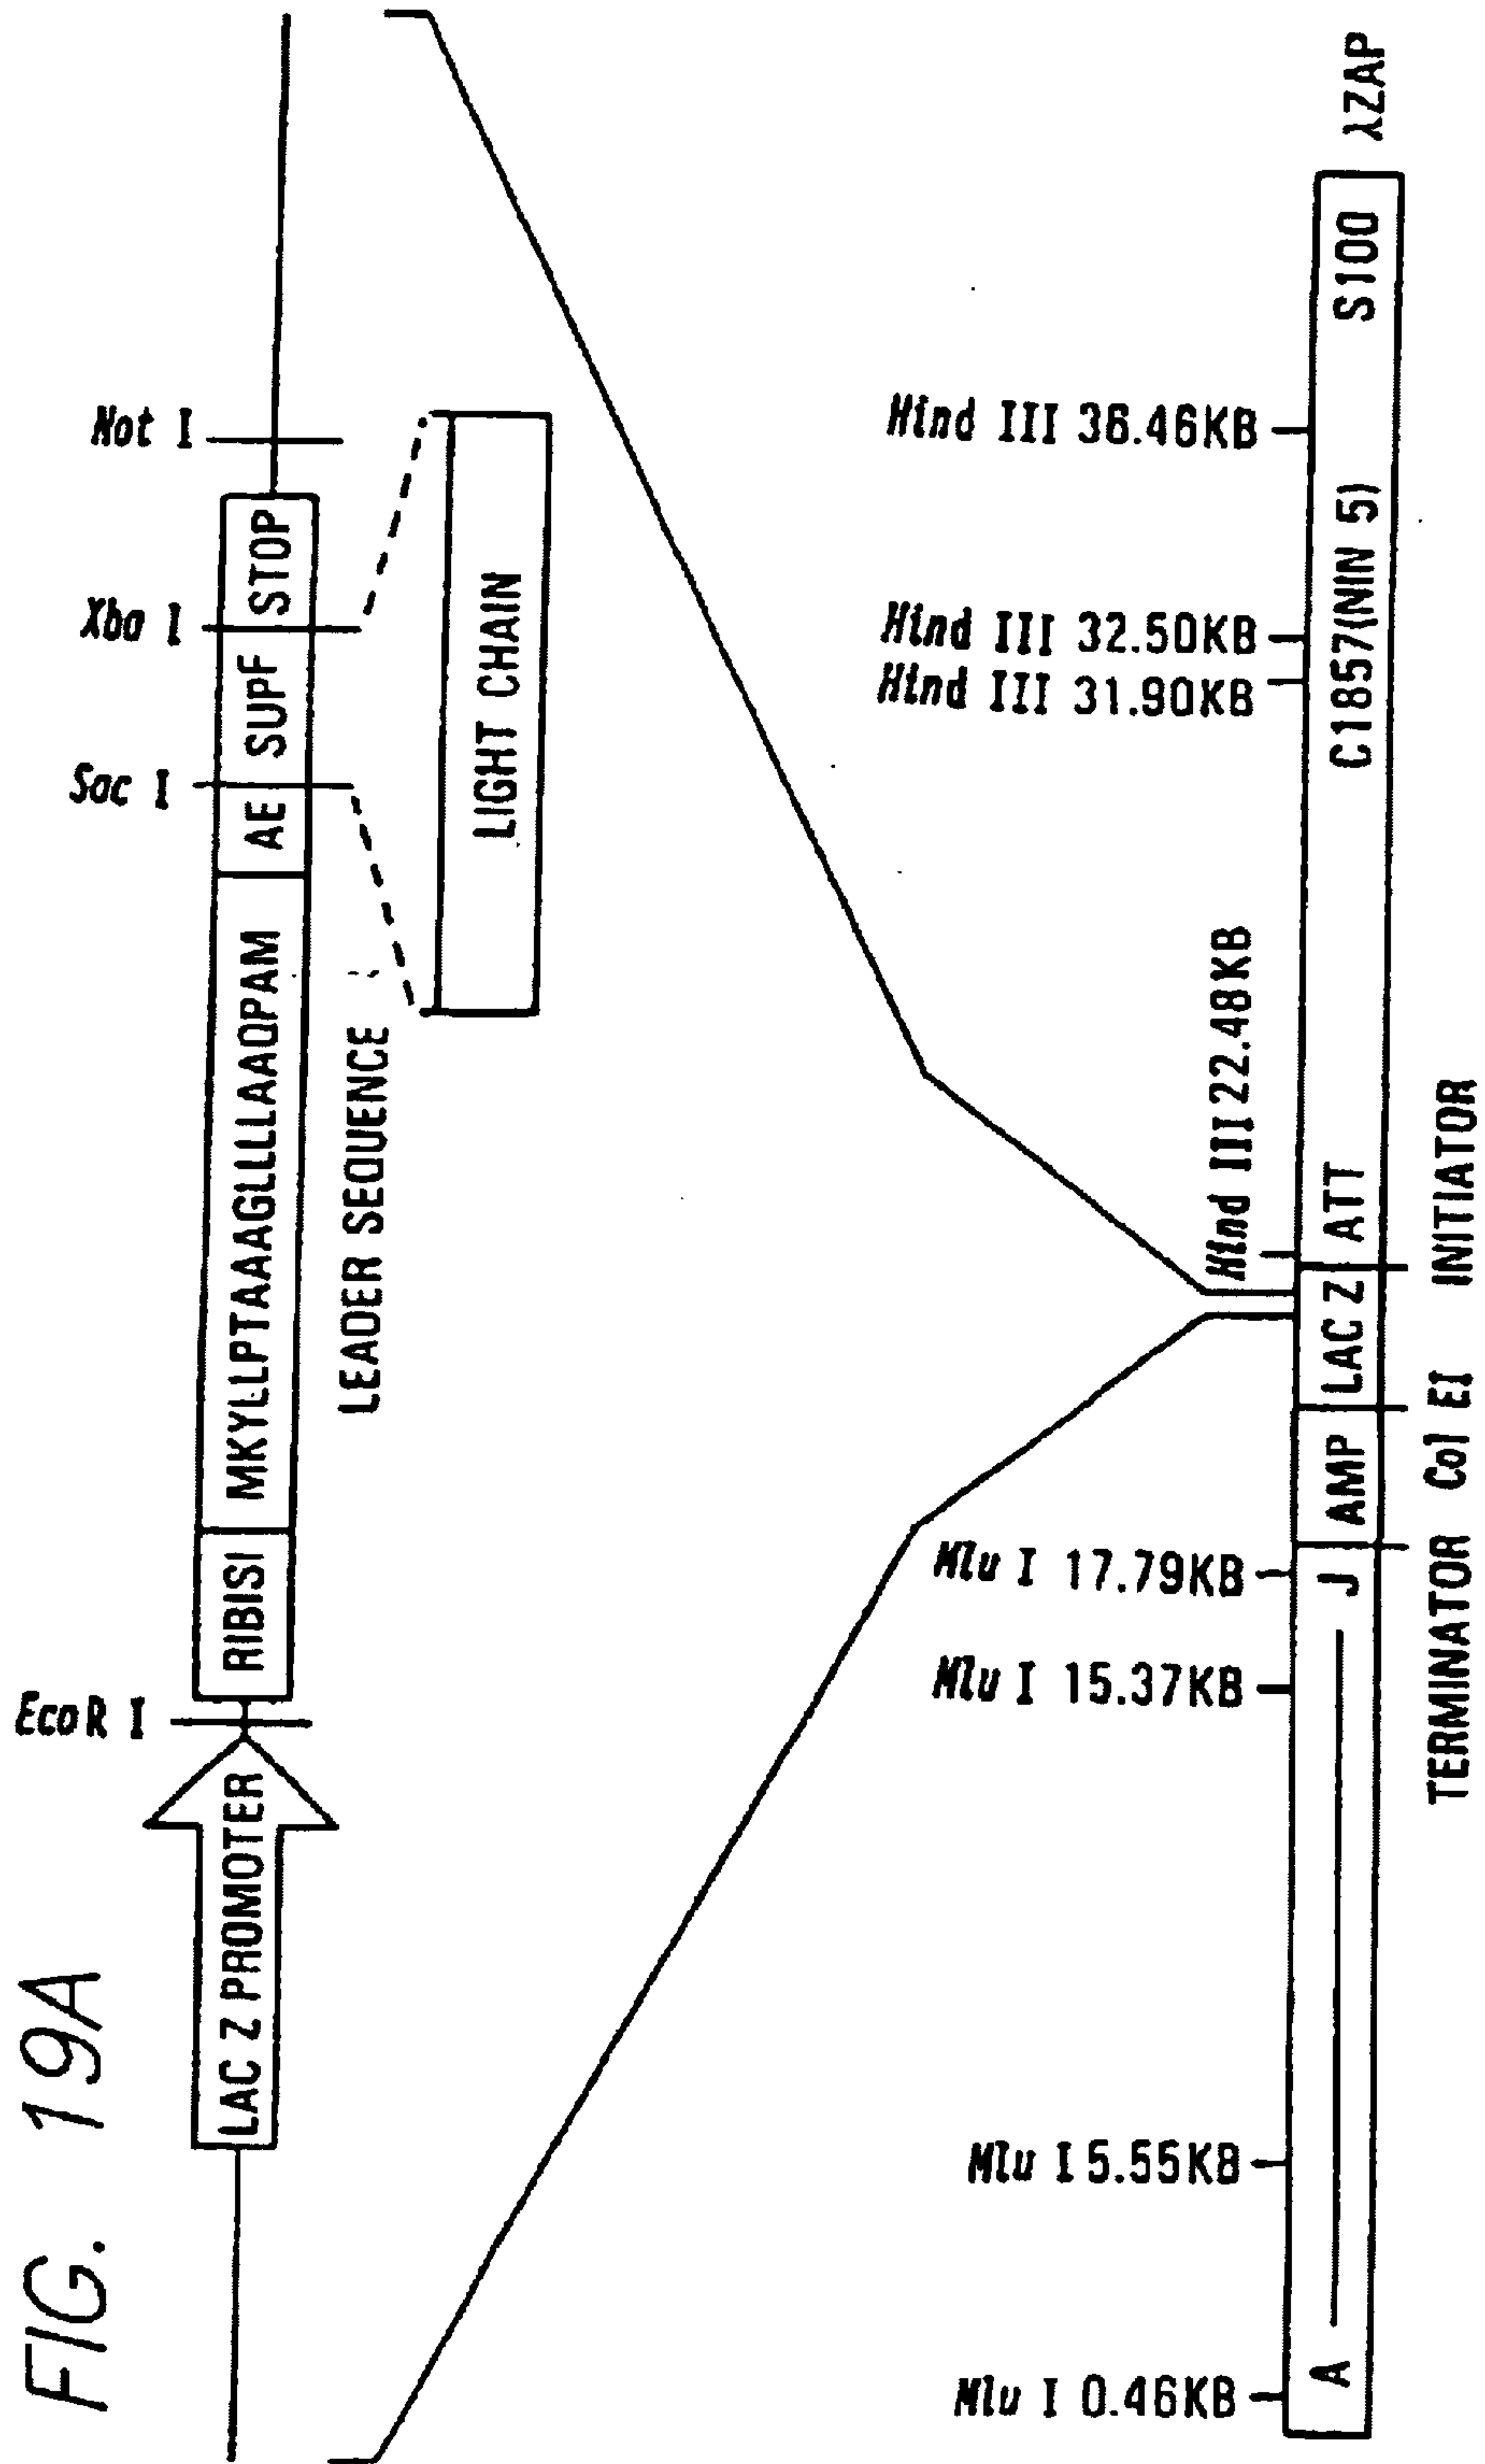 FIG. 19A
EcoR I
Sac I
Xba I
Not I
LAC Z PROMOTER
RIBISI
MKYLLPTAAAGLLLLAAQPAM
AE
SUPF
STOP
LEADER SEQUENCE
LIGHT CHAIN
Mlu I 0.46KB
Mlu I 5.55KB
Mlu I 15.37KB
Mlu I 17.79KB
Hind III 22.48KB
Hind III 31.90KB
Hind III 32.50KB
Hind III 36.46KB
A
J
AMP
LAC Z
ATT
C1857(NIN 5)
S100
λZAP
TERMINATOR
Col EI
INITIATOR